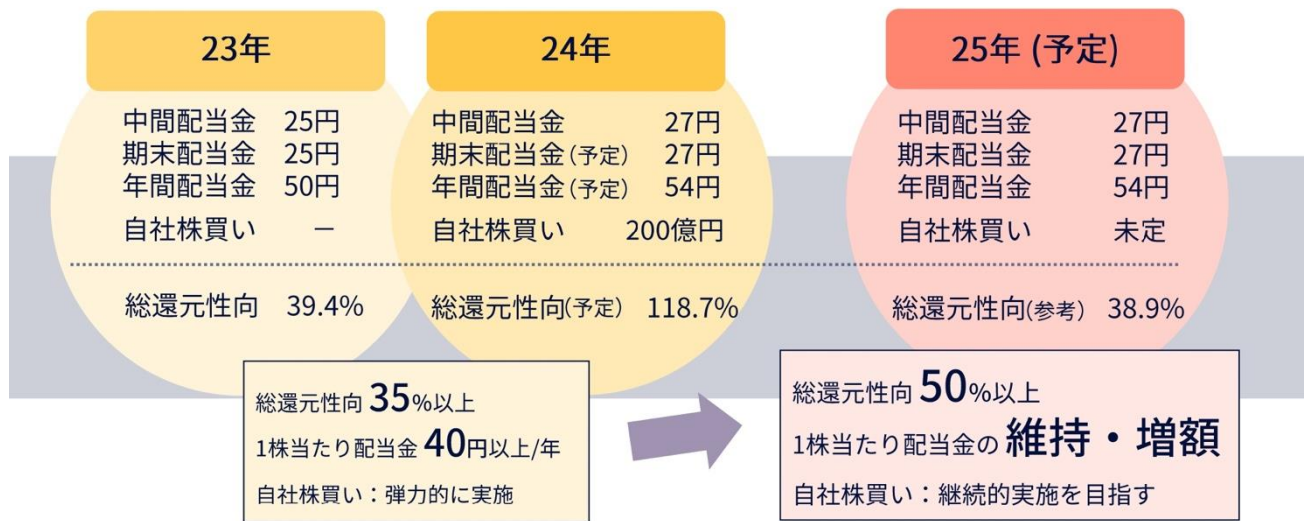 23年
中間配当金 25円
期末配当金 25円
年間配当金 50円
自社株買い －
総還元性向 39.4%
24年
中間配当金 27円
期末配当金(予定) 27円
年間配当金(予定) 54円
自社株買い 200億円
総還元性向(予定) 118.7%
25年 (予定)
中間配当金 27円
期末配当金 27円
年間配当金 54円
自社株買い 未定
総還元性向(参考) 38.9%
総還元性向 35%以上
1株当たり配当金 40円以上/年
自社株買い：弾力的に実施
総還元性向 50%以上
1株当たり配当金の 維持・増額
自社株買い：継続的実施を目指す